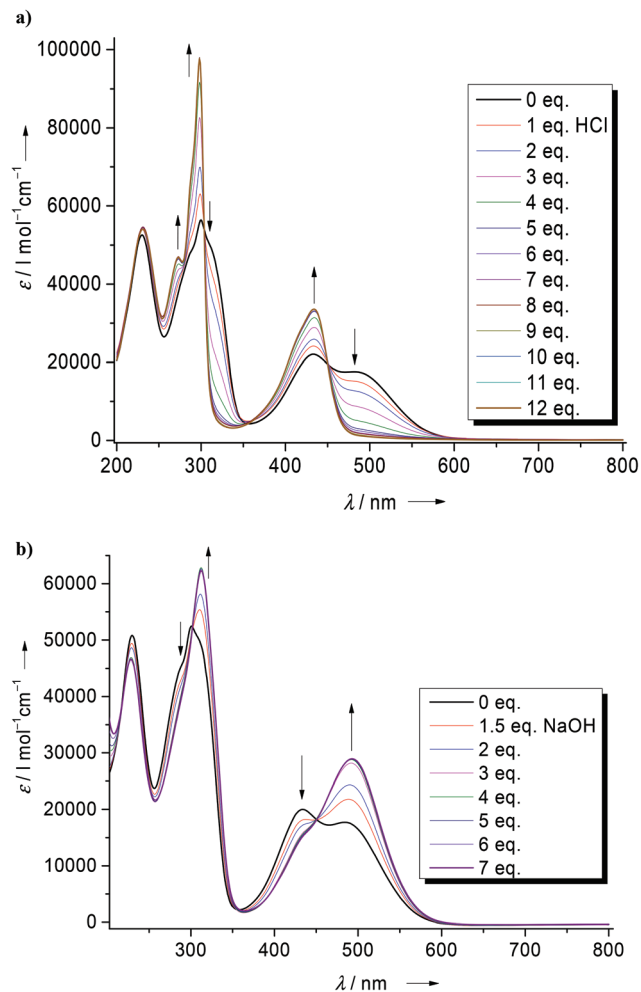 a)
100000
80000
60000
40000
20000
0
ε / l mol⁻¹cm⁻¹
200 300 400 500 600 700 800
λ / nm
0 eq.
1 eq. HCl
2 eq.
3 eq.
4 eq.
5 eq.
6 eq.
7 eq.
8 eq.
9 eq.
10 eq.
11 eq.
12 eq.
b)
60000
50000
40000
30000
20000
10000
0
ε / l mol⁻¹cm⁻¹
300 400 500 600 700 800
λ / nm
0 eq.
1.5 eq. NaOH
2 eq.
3 eq.
4 eq.
5 eq.
6 eq.
7 eq.